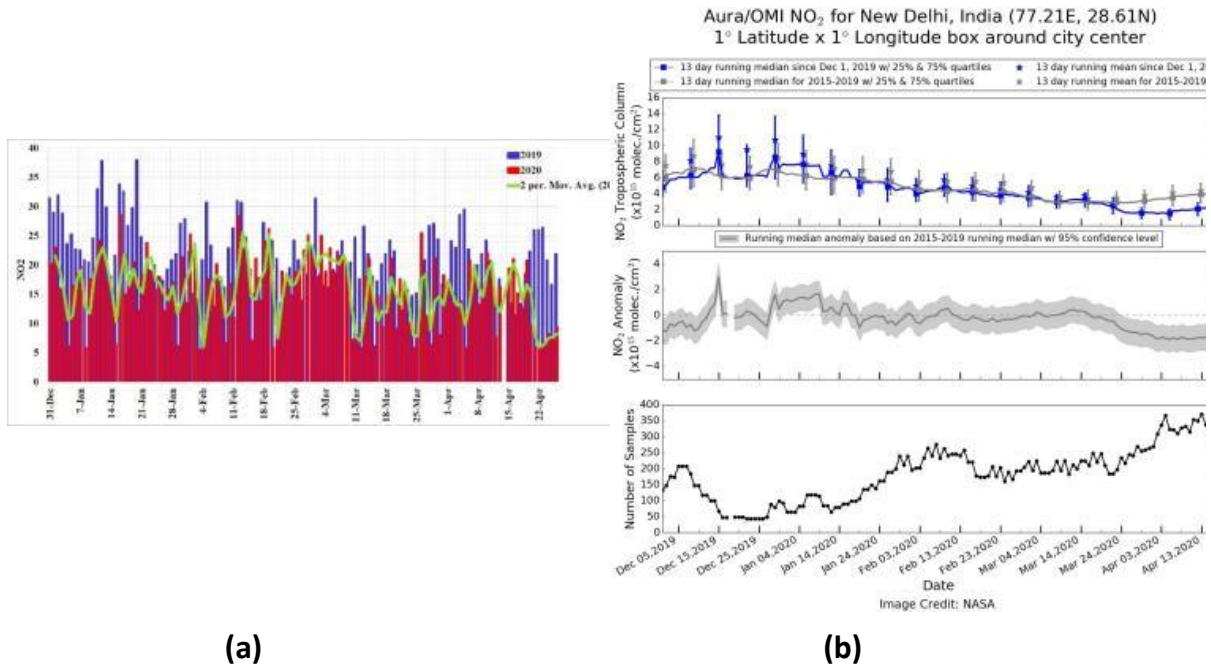 Aura/OMI NO₂ for New Delhi, India (77.21E, 28.61N)
1° Latitude x 1° Longitude box around city center
13 day running median since Dec 1, 2019 w/ 25% & 75% quartiles
13 day running mean since Dec 1, 2
13 day running median for 2015-2019 w/ 25% & 75% quartiles
13 day running mean for 2015-2019
2019
2020
2 per. Mov. Avg. (20
NO2
40
35
30
25
20
15
10
5
0
31-Dec
7-Jan
14-Jan
21-Jan
28-Jan
4-Feb
11-Feb
18-Feb
25-Feb
4-Mar
11-Mar
18-Mar
25-Mar
1-Apr
8-Apr
15-Apr
22-Apr
NO₂ Tropospheric Column
(x10¹⁵ molec./cm²)
16
14
12
10
8
6
4
2
0
Running median anomaly based on 2015-2019 running median w/ 95% confidence level
NO₂ Anomaly
(x10¹⁵ molec./cm²)
4
2
0
−2
−4
Number of Samples
400
350
300
250
200
150
100
50
0
Dec 05,2019
Dec 15,2019
Dec 25,2019
Jan 04,2020
Jan 14,2020
Jan 24,2020
Feb 03,2020
Feb 13,2020
Feb 23,2020
Mar 04,2020
Mar 14,2020
Mar 24,2020
Apr 03,2020
Apr 13,2020
Date
Image Credit: NASA
(a)
(b)